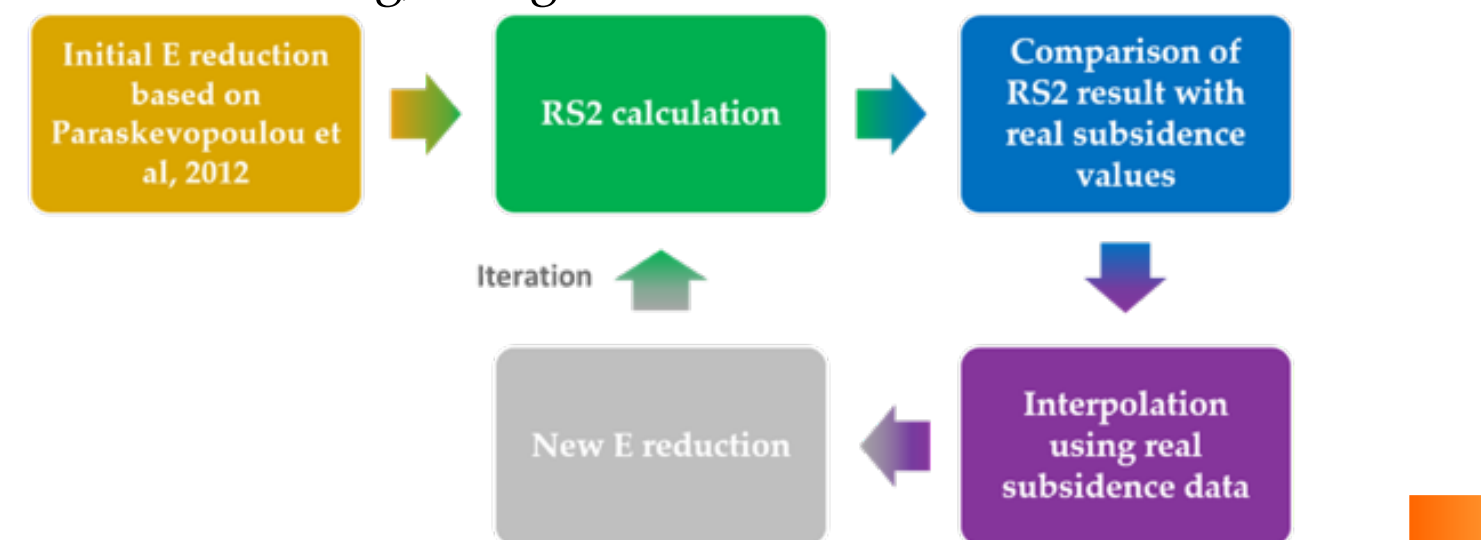 Initial E reduction
based on
Paraskevopoulou et
al, 2012
RS2 calculation
Comparison of
RS2 result with
real subsidence
values
Iteration
New E reduction
Interpolation
using real
subsidence data